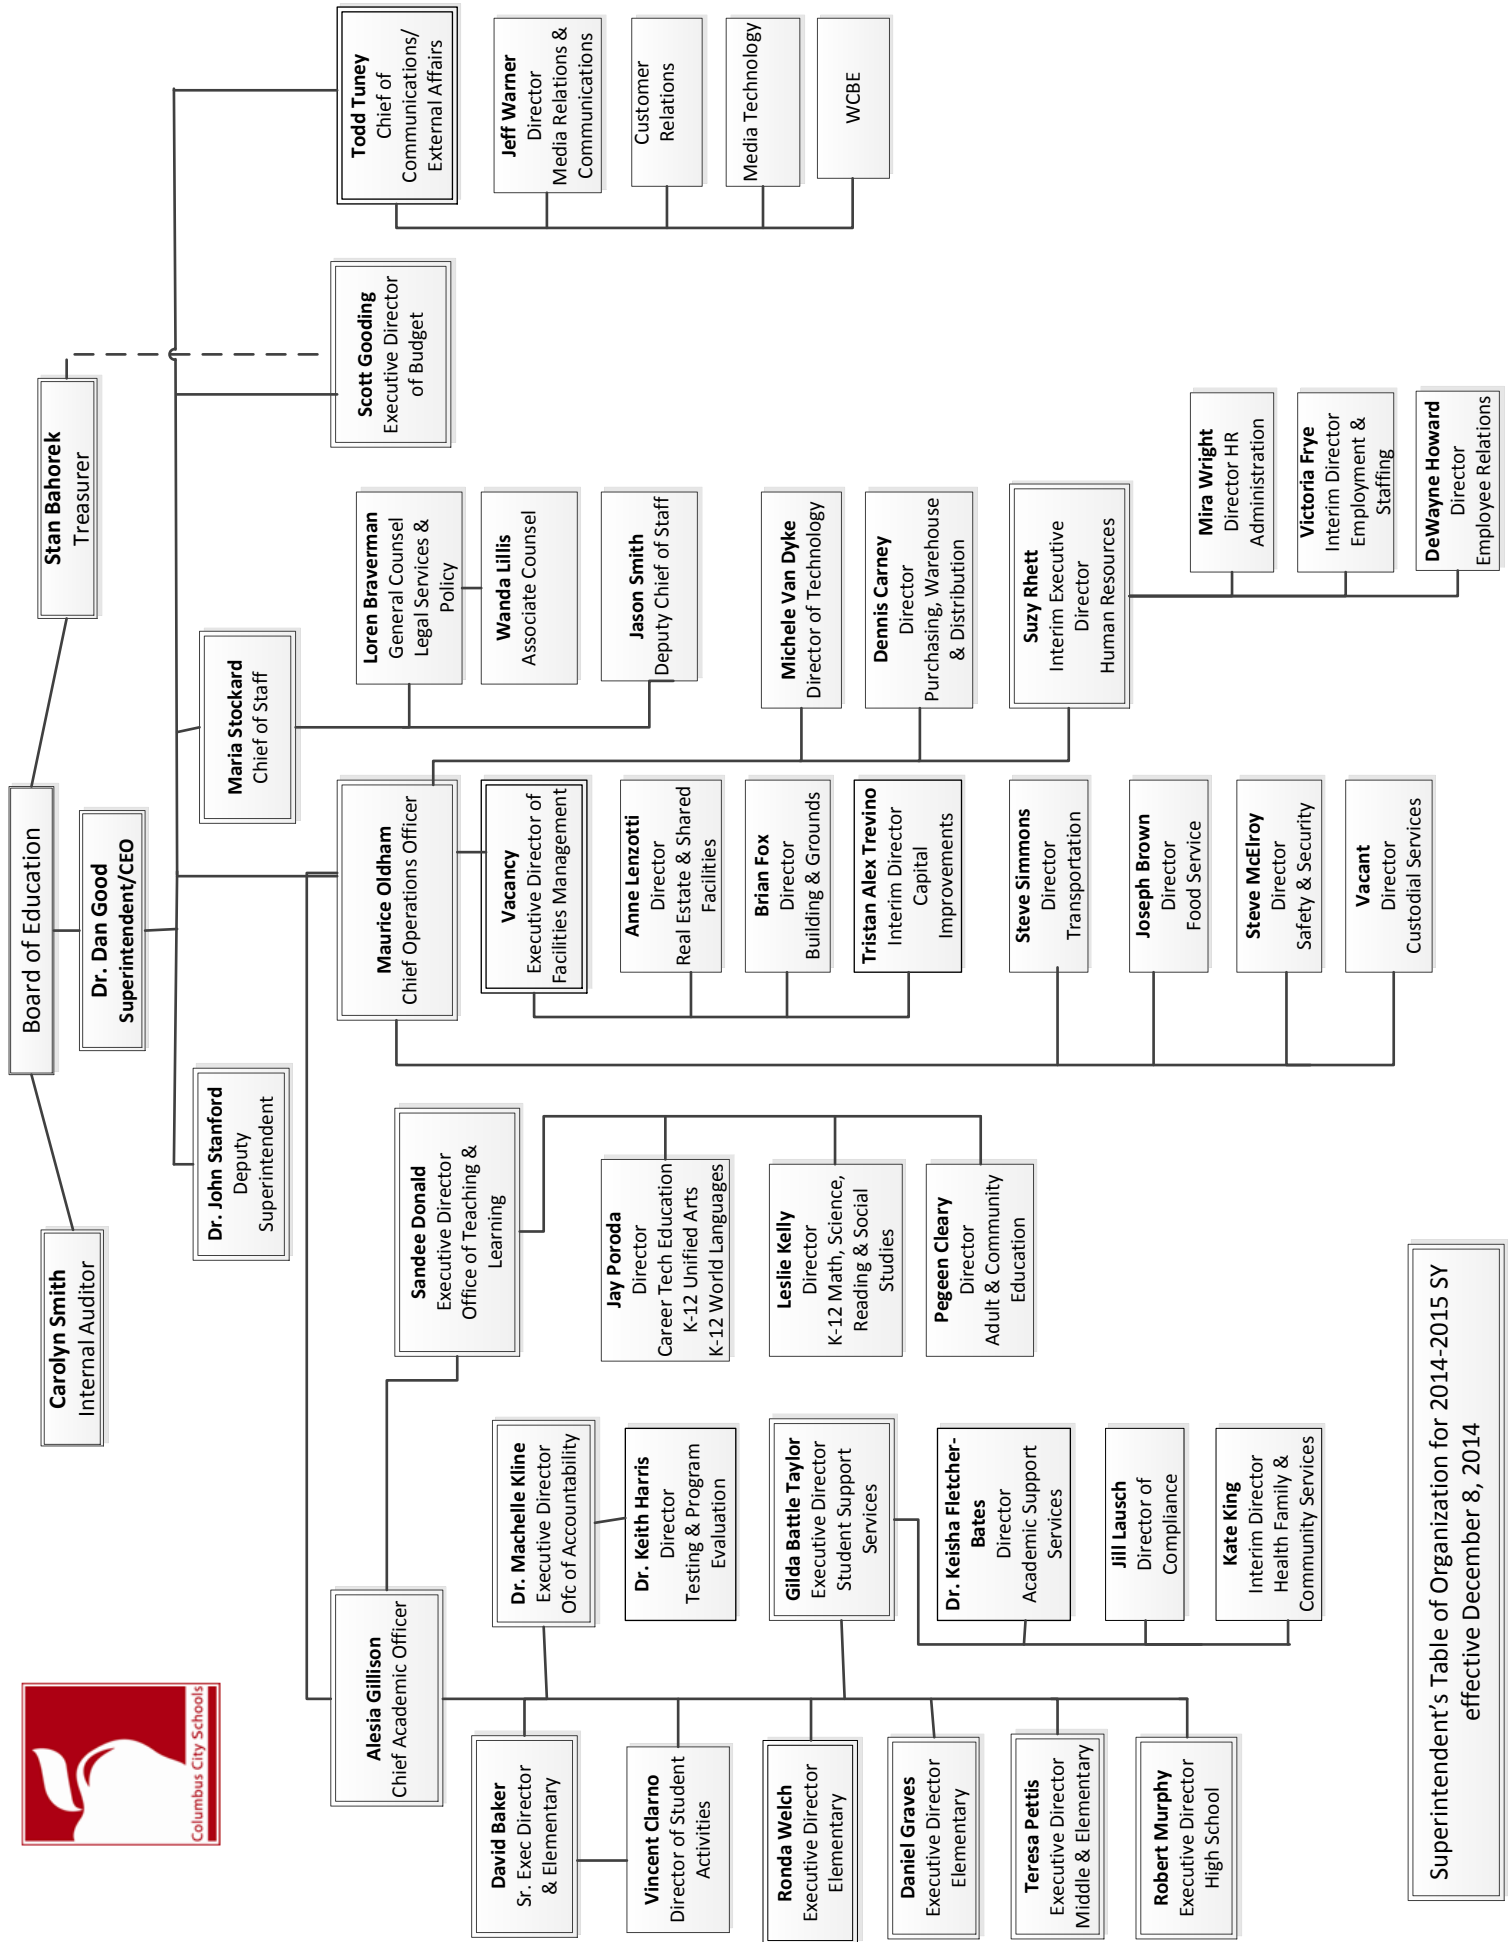 Board of Education
Carolyn Smith
Internal Auditor
Stan Bahorek
Treasurer
Dr. Dan Good
Superintendent/CEO
Dr. John Stanford
Deputy
Superintendent
Maria Stockard
Chief of Staff
Columbus City Schools
Alesia Gillison
Chief Academic Officer
David Baker
Sr. Exec Director
& Elementary
Vincent Clarno
Director of Student
Activities
Ronda Welch
Executive Director
Elementary
Daniel Graves
Executive Director
Elementary
Teresa Pettis
Executive Director
Middle & Elementary
Robert Murphy
Executive Director
High School
Dr. Machelle Kline
Executive Director
Ofc of Accountability
Dr. Keith Harris
Director
Testing & Program
Evaluation
Gilda Battle Taylor
Executive Director
Student Support
Services
Dr. Keisha Fletcher-
Bates
Director
Academic Support
Services
Jill Lausch
Director of
Compliance
Kate King
Interim Director
Health Family &
Community Services
Sandee Donald
Executive Director
Office of Teaching &
Learning
Jay Poroda
Director
Career Tech Education
K-12 Unified Arts
K-12 World Languages
Leslie Kelly
Director
K-12 Math, Science,
Reading & Social
Studies
Pegeen Cleary
Director
Adult & Community
Education
Maurice Oldham
Chief Operations Officer
Vacancy
Executive Director of
Facilities Management
Anne Lenzotti
Director
Real Estate & Shared
Facilities
Brian Fox
Director
Building & Grounds
Tristan Alex Trevino
Interim Director
Capital
Improvements
Steve Simmons
Director
Transportation
Joseph Brown
Director
Food Service
Steve McElroy
Director
Safety & Security
Vacant
Director
Custodial Services
Loren Braverman
General Counsel
Legal Services &
Policy
Wanda Lillis
Associate Counsel
Jason Smith
Deputy Chief of Staff
Michele Van Dyke
Director of Technology
Dennis Carney
Director
Purchasing, Warehouse
& Distribution
Suzy Rhett
Interim Executive
Director
Human Resources
Mira Wright
Director HR
Administration
Victoria Frye
Interim Director
Employment &
Staffing
DeWayne Howard
Director
Employee Relations
Scott Gooding
Executive Director
of Budget
Todd Tuney
Chief of
Communications/
External Affairs
Jeff Warner
Director
Media Relations &
Communications
Customer
Relations
Media Technology
WCBE
Superintendent's Table of Organization for 2014-2015 SY
effective December 8, 2014